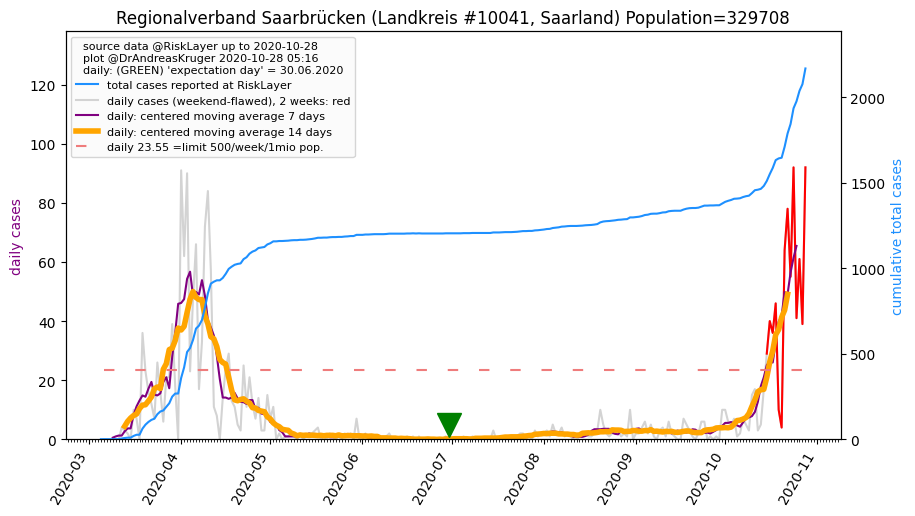 Regionalverband Saarbrücken (Landkreis #10041, Saarland) Population=329708
source data @RiskLayer up to 2020-10-28
plot @DrAndreasKruger 2020-10-28 05:16
daily: (GREEN) 'expectation day' = 30.06.2020
total cases reported at RiskLayer
daily cases (weekend-flawed), 2 weeks: red
daily: centered moving average 7 days
daily: centered moving average 14 days
daily 23.55 =limit 500/week/1mio pop.
daily cases
120
100
80
60
40
20
0
cumulative total cases
2000
1500
1000
500
0
2020-03
2020-04
2020-05
2020-06
2020-07
2020-08
2020-09
2020-10
2020-11